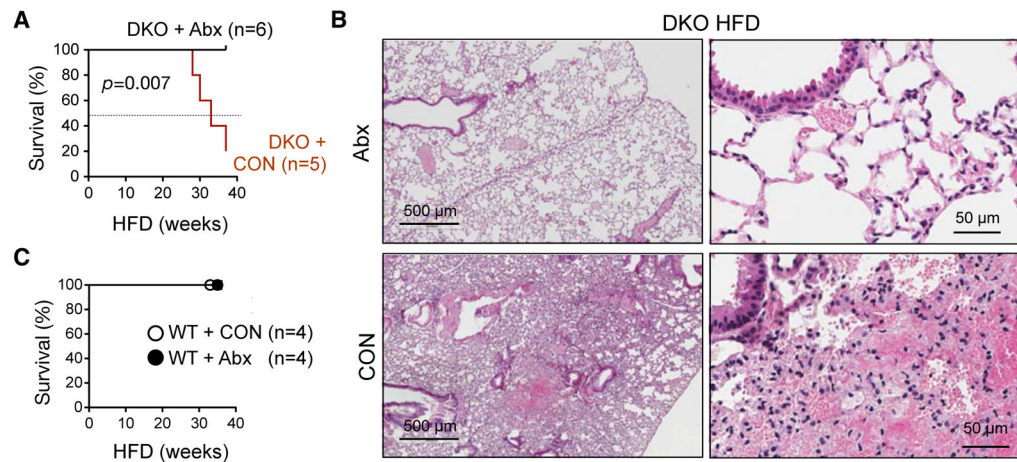 A
DKO + Abx (n=6)
Survival (%)
100
80
60
40
20
0
p=0.007
DKO +
CON (n=5)
0 10 20 30 40
HFD (weeks)
B
DKO HFD
Abx
500 µm
50 µm
CON
500 µm
50 µm
C
Survival (%)
100
80
60
40
20
0
WT + CON (n=4)
WT + Abx (n=4)
0 10 20 30 40
HFD (weeks)